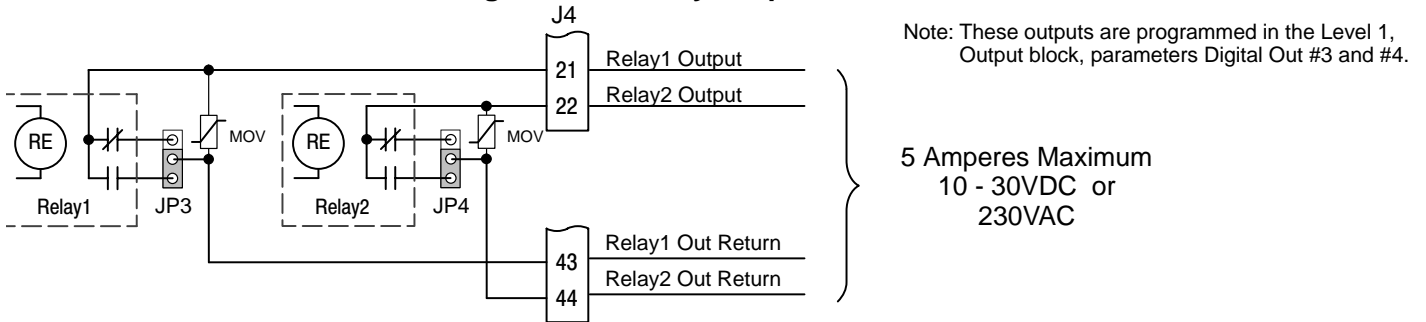 J4
Note: These outputs are programmed in the Level 1,
Output block, parameters Digital Out #3 and #4.
21 Relay1 Output
22 Relay2 Output
RE
MOV
RE
MOV
Relay1
JP3
Relay2
JP4
5 Amperes Maximum
10 - 30VDC or
230VAC
43 Relay1 Out Return
44 Relay2 Out Return